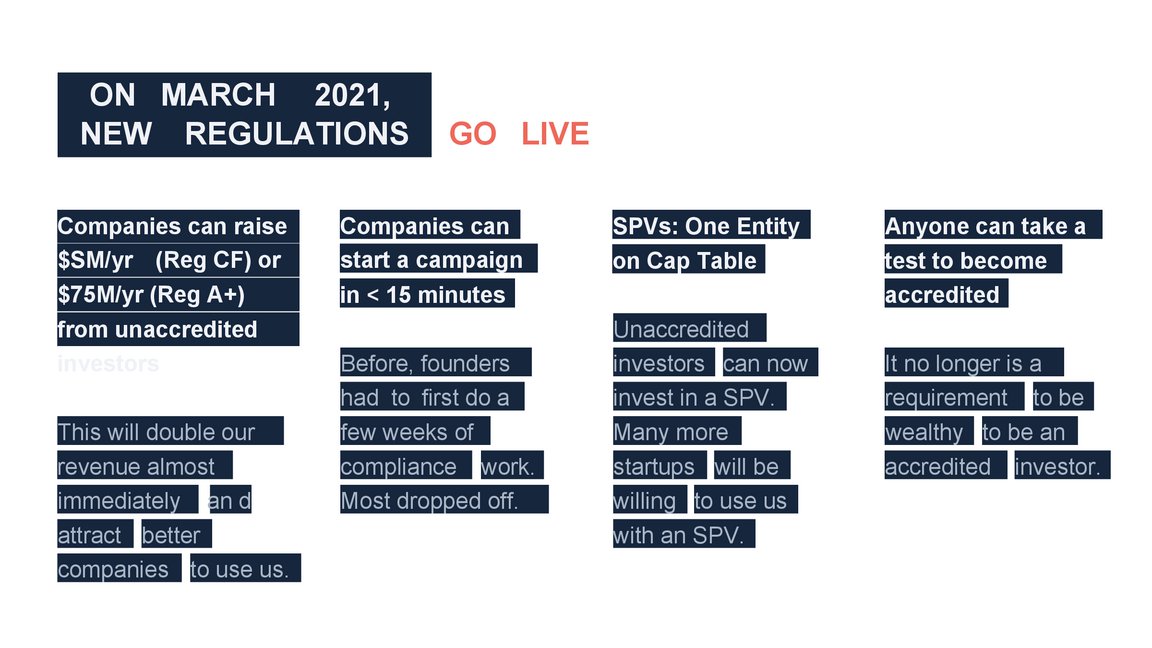 ON MARCH 2021,
NEW REGULATIONS GO LIVE
Companies can raise
$SM/yr (Reg CF) or
$75M/yr (Reg A+)
from unaccredited
investors
This will double our
revenue almost
immediately an d
attract better
companies to use us.
Companies can
start a campaign
in < 15 minutes
Before, founders
had to first do a
few weeks of
compliance work.
Most dropped off.
SPVs: One Entity
on Cap Table
Unaccredited
investors can now
invest in a SPV.
Many more
startups will be
willing to use us
with an SPV.
Anyone can take a
test to become
accredited
It no longer is a
requirement to be
wealthy to be an
accredited investor.